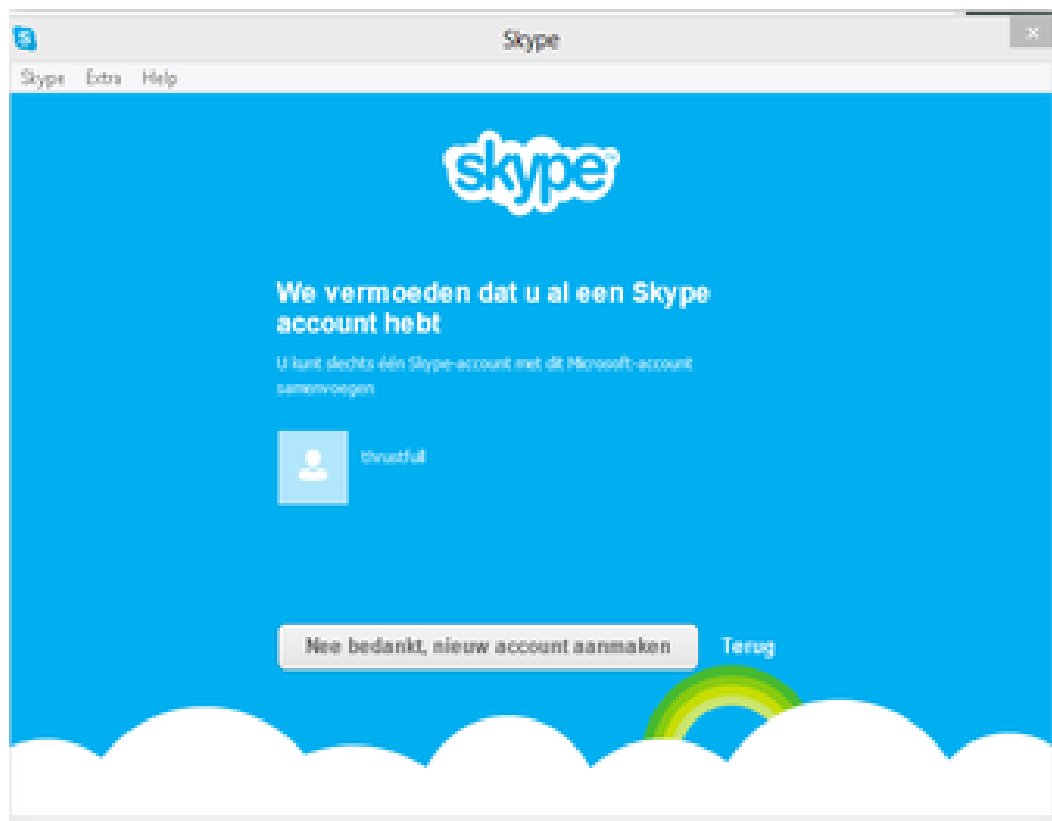 Skype
Skype Extra Help
skype™
We vermoeden dat u al een Skype
account hebt
U kunt slechts één Skype-account met dit Microsoft-account
samenvoegen
thrustfull
Nee bedankt, nieuw account aanmaken Terug